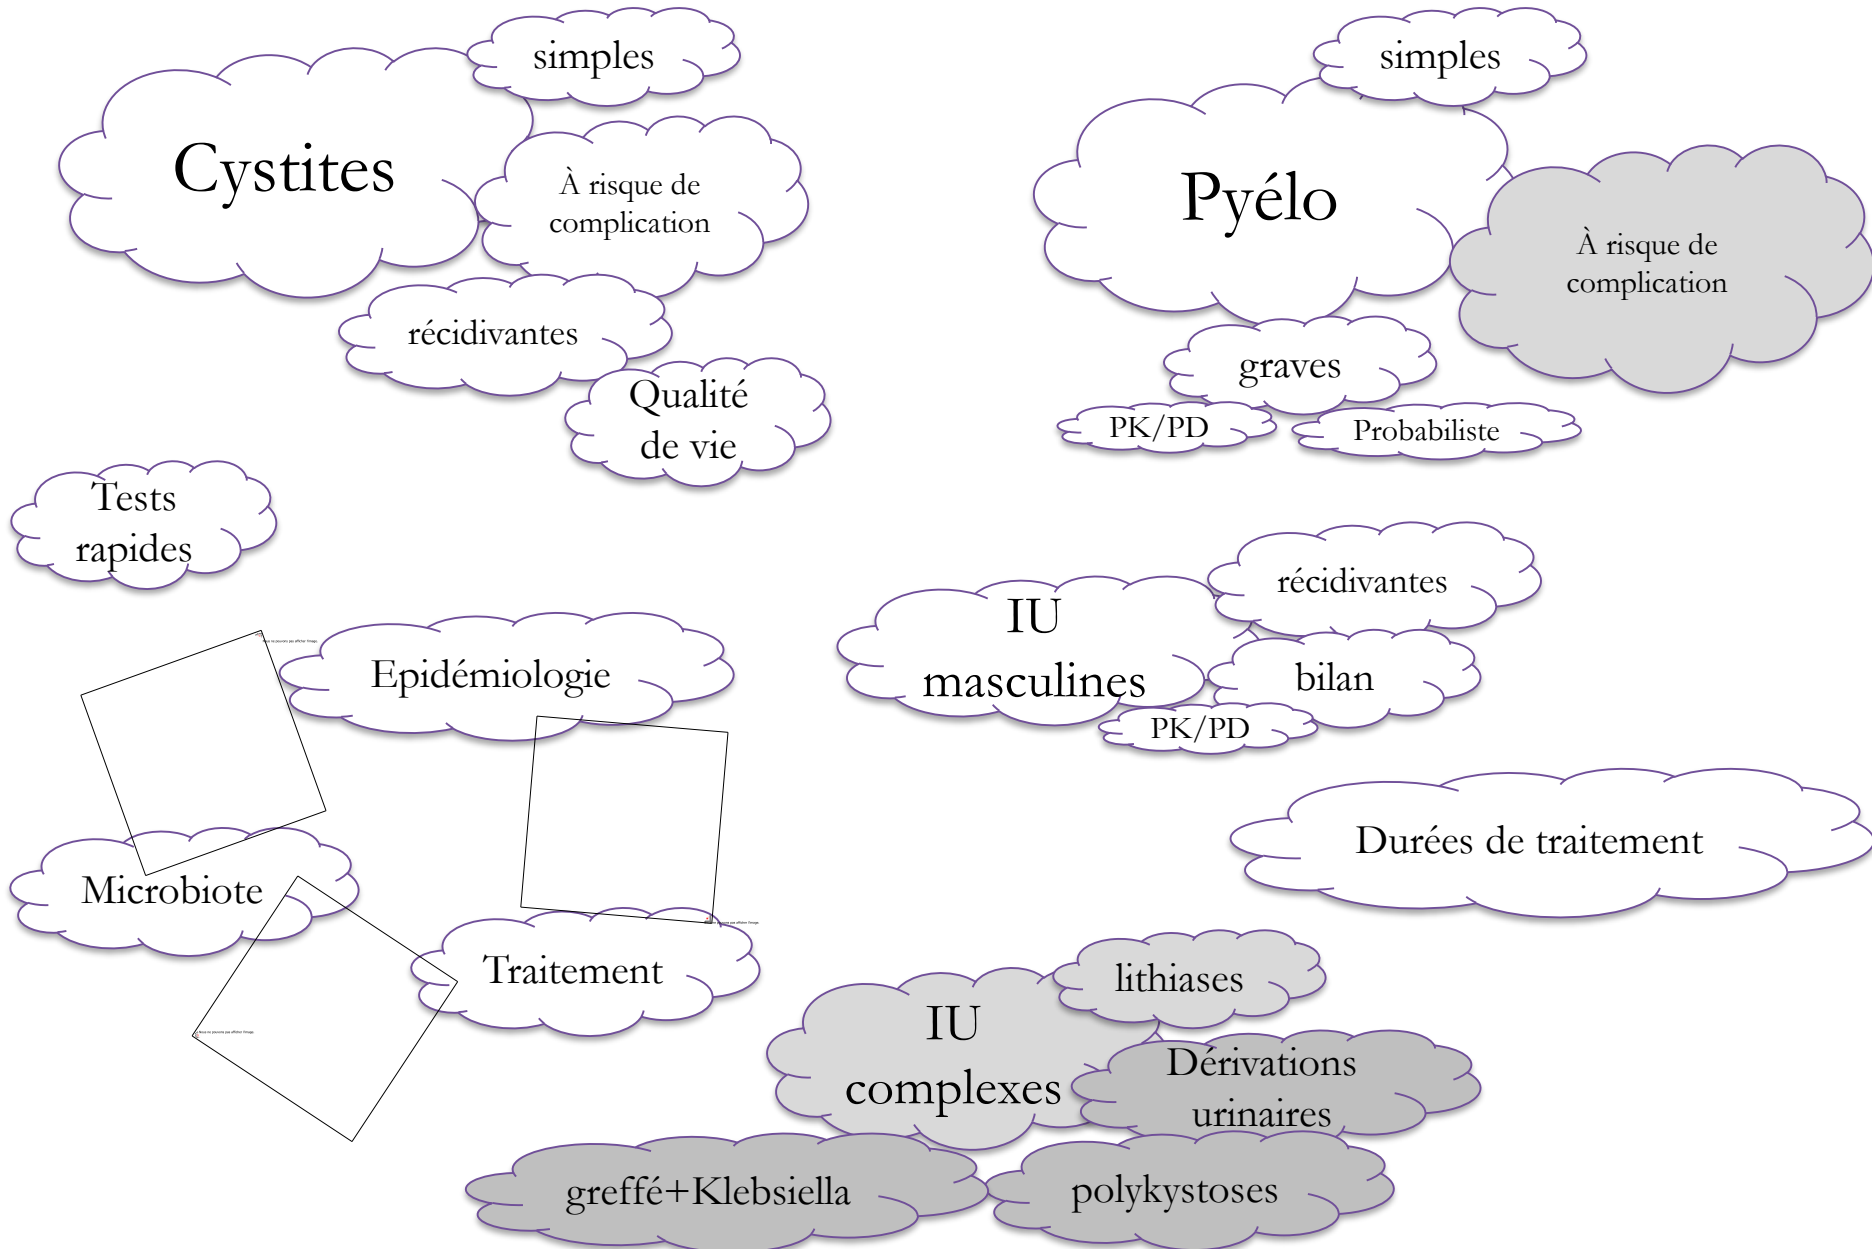 simples
Cystites
À risque de
complication
récidivantes
Qualité
de vie
simples
Pyélo
À risque de
complication
graves
PK/PD
Probabiliste
Tests
rapides
récidivantes
IU
masculines
bilan
PK/PD
Epidémiologie
Microbiote
Traitement
Durées de traitement
lithiases
IU
complexes
Dérivations
urinaires
greffé+Klebsiella
polykystoses